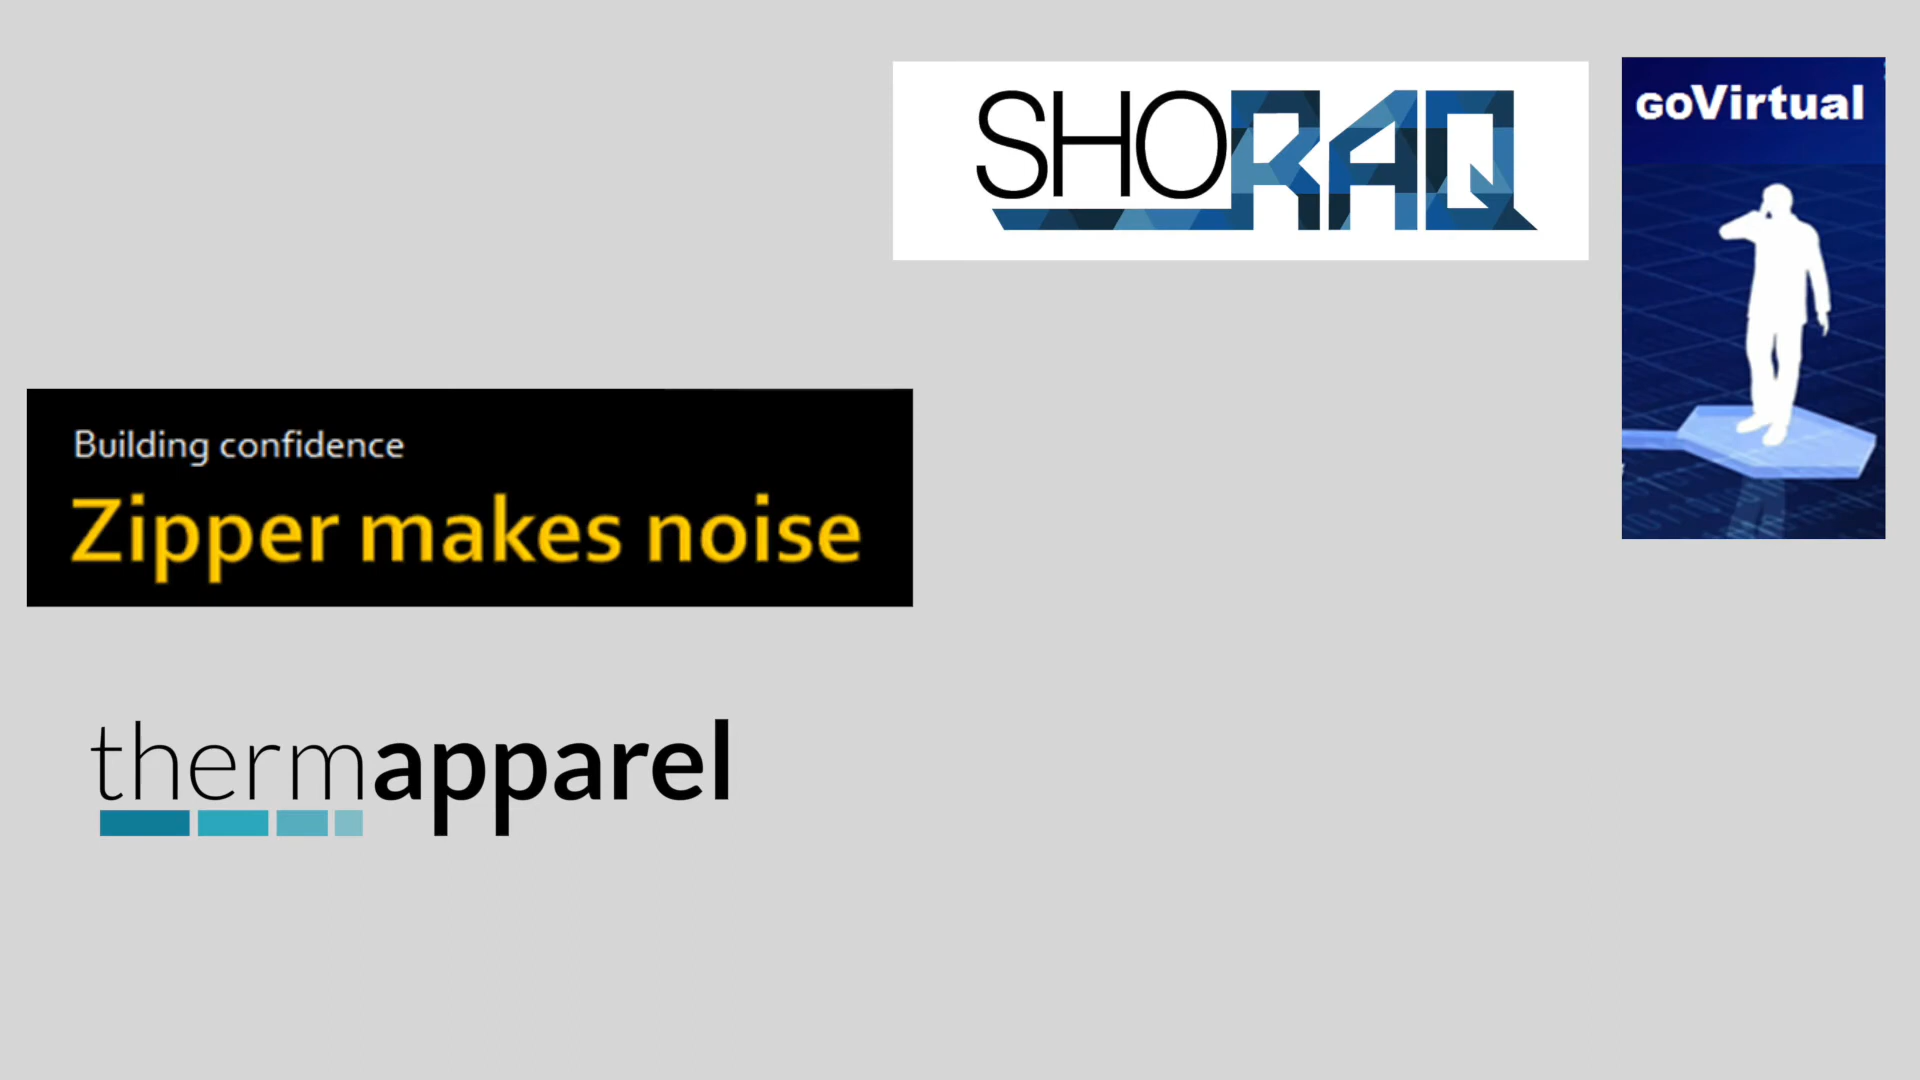 SHORAQ
GOVirtual
Building confidence
Zipper makes noise
thermapparel